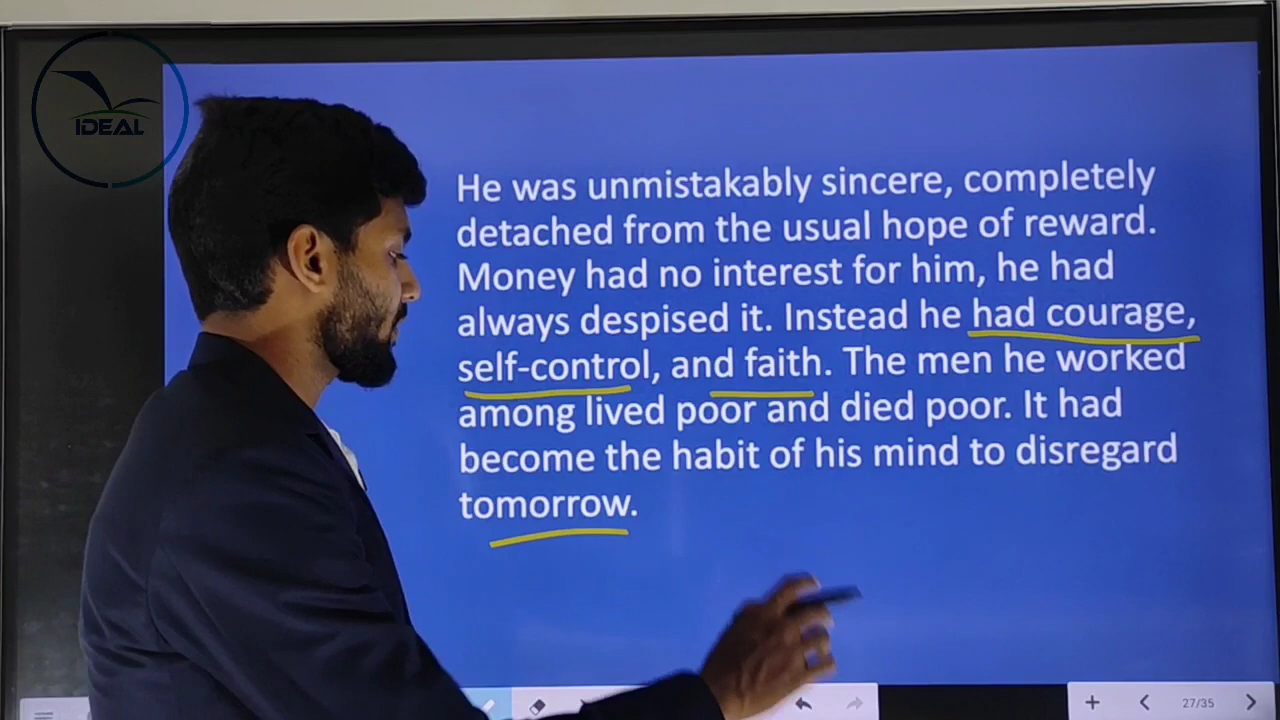 IDEAL
He was unmistakably sincere, completely
detached from the usual hope of reward.
Money had no interest for him, he had
always despised it. Instead he had courage,
self-control, and faith. The men he worked
among lived poor and died poor. It had
become the habit of his mind to disregard
tomorrow.
27/35